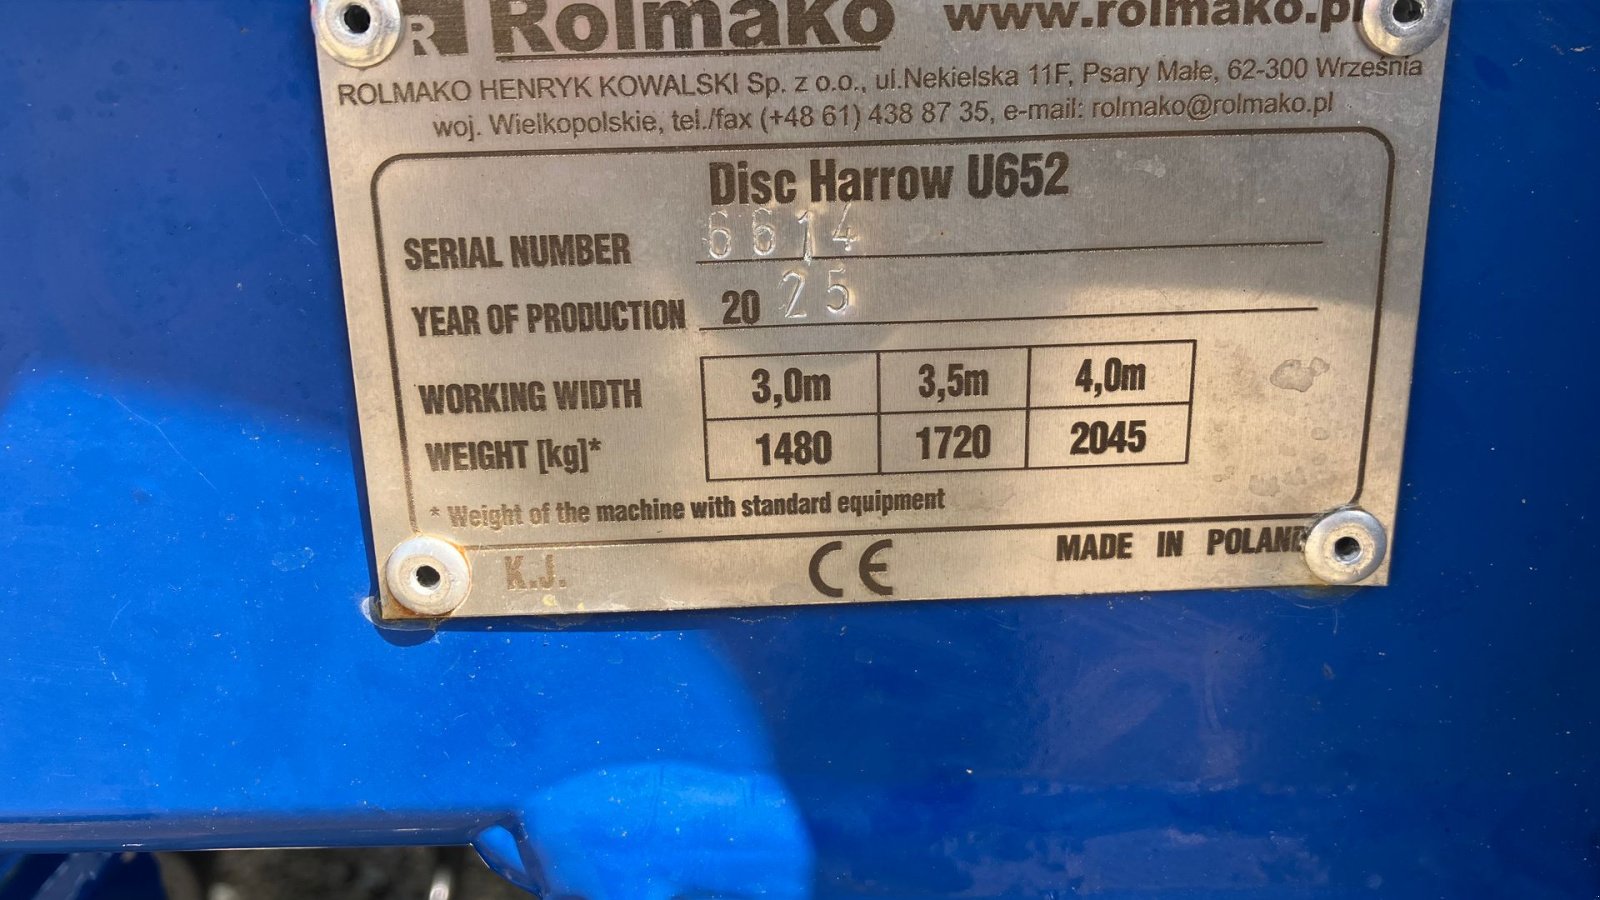 R Rolmako www.rolmako.pl
ROLMAKO HENRYK KOWALSKI Sp. z o.o., ul.Nekielska 11F, Psary Małe, 62-300 Września
woj. Wielkopolskie, tel./fax (+48 61) 438 87 35, e-mail: rolmako@rolmako.pl
Disc Harrow U652
SERIAL NUMBER 6614
YEAR OF PRODUCTION 20 25
WORKING WIDTH 3,0m 3,5m 4,0m
WEIGHT [kg]* 1480 1720 2045
* Weight of the machine with standard equipment
K.J. CE MADE IN POLAND